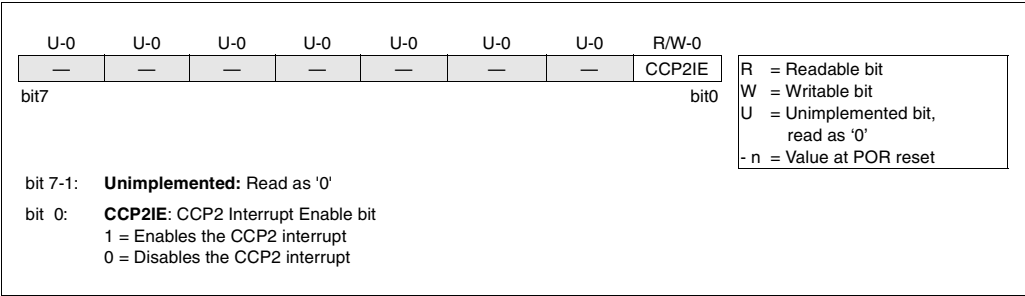 U-0 U-0 U-0 U-0 U-0 U-0 U-0 R/W-0
— — — — — — — CCP2IE
bit7 bit0
R = Readable bit
W = Writable bit
U = Unimplemented bit,
read as ‘0’
- n = Value at POR reset
bit 7-1: Unimplemented: Read as '0'
bit 0: CCP2IE: CCP2 Interrupt Enable bit
1 = Enables the CCP2 interrupt
0 = Disables the CCP2 interrupt